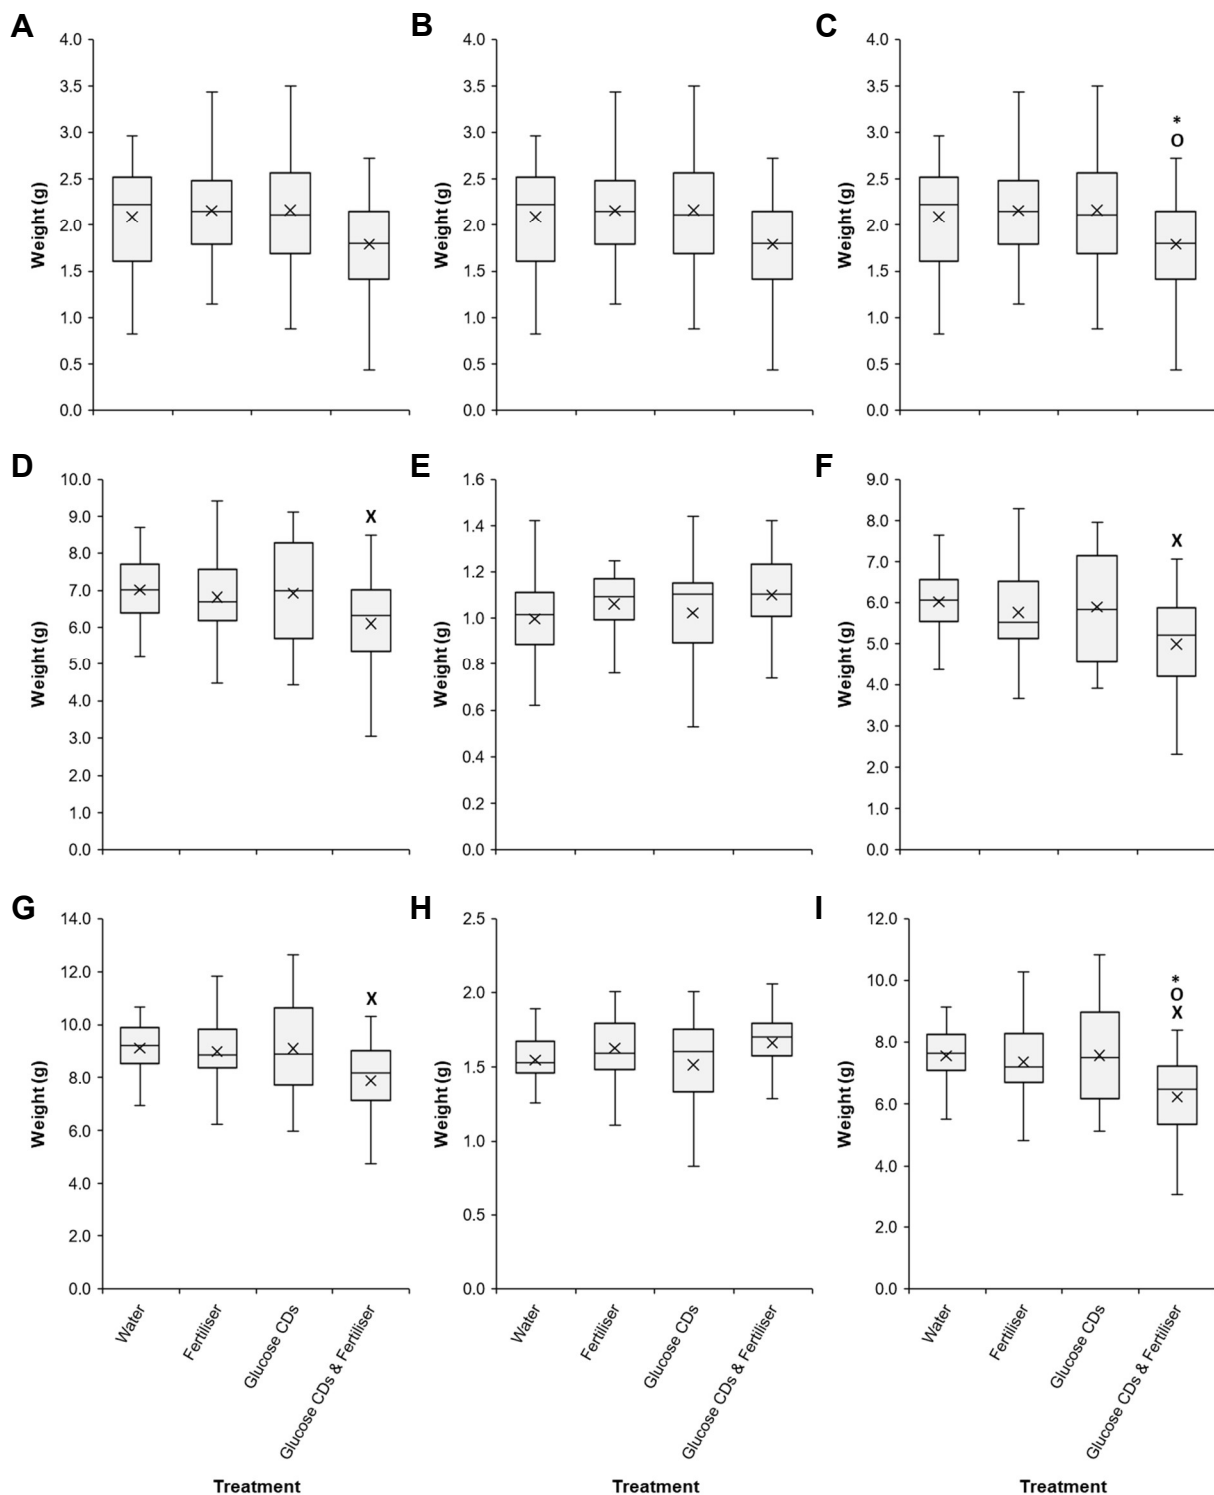 A
B
C
4.0
3.5
3.0
2.5
2.0
1.5
1.0
0.5
0.0
Weight (g)
4.0
3.5
3.0
2.5
2.0
1.5
1.0
0.5
0.0
Weight (g)
4.0
3.5
3.0
2.5
2.0
1.5
1.0
0.5
0.0
Weight (g)
*
O
D
E
F
10.0
9.0
8.0
7.0
6.0
5.0
4.0
3.0
2.0
1.0
0.0
Weight (g)
X
1.6
1.4
1.2
1.0
0.8
0.6
0.4
0.2
0.0
Weight (g)
9.0
8.0
7.0
6.0
5.0
4.0
3.0
2.0
1.0
0.0
Weight (g)
X
G
H
I
14.0
12.0
10.0
8.0
6.0
4.0
2.0
0.0
Weight (g)
X
Water
Fertiliser
Glucose CDs
Glucose CDs & Fertiliser
Treatment
2.5
2.0
1.5
1.0
0.5
0.0
Weight (g)
Water
Fertiliser
Glucose CDs
Glucose CDs & Fertiliser
Treatment
12.0
10.0
8.0
6.0
4.0
2.0
0.0
Weight (g)
*
O
X
Water
Fertiliser
Glucose CDs
Glucose CDs & Fertiliser
Treatment